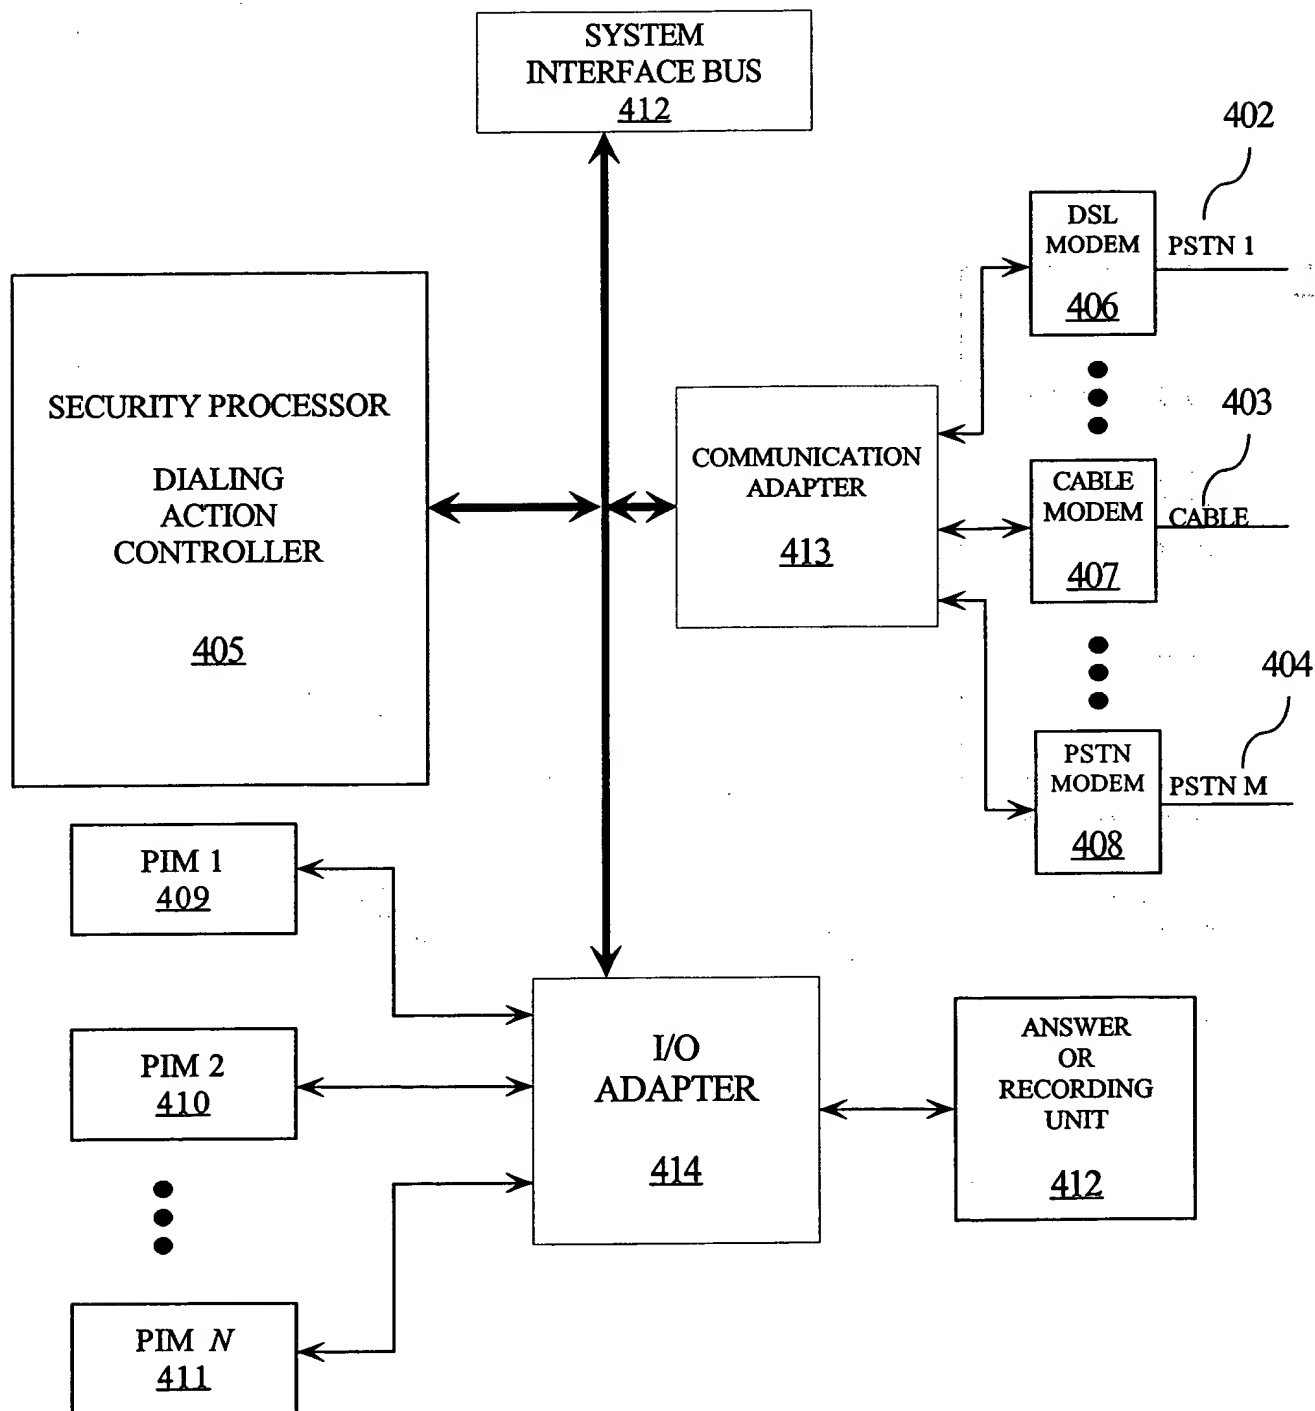 SYSTEM
INTERFACE BUS
412
402
DSL
MODEM
406
PSTN 1
SECURITY PROCESSOR
DIALING
ACTION
CONTROLLER
405
COMMUNICATION
ADAPTER
413
403
CABLE
MODEM
407
CABLE
404
PSTN
MODEM
408
PSTN M
PIM 1
409
PIM 2
410
PIM N
411
I/O
ADAPTER
414
ANSWER
OR
RECORDING
UNIT
412